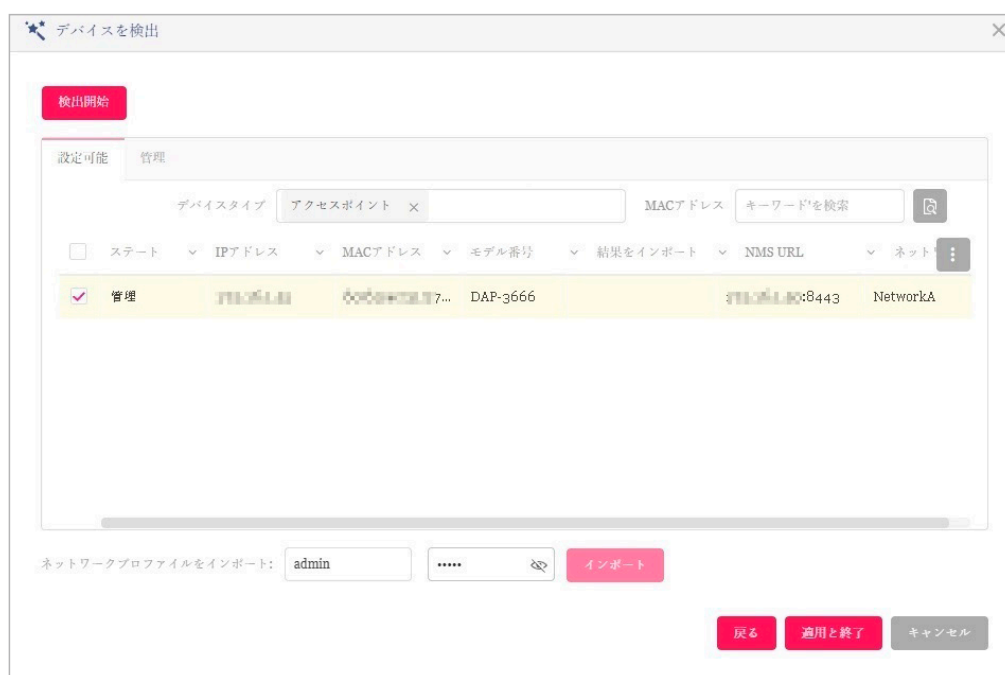 デバイスを検出
検出開始
設定可能 管理
デバイスタイプ アクセスポイント × MACアドレス キーワード'を検索
ステート IPアドレス MACアドレス モデル番号 結果をインポート NMS URL ネット
管理 7... DAP-3666 :8443 NetworkA
ネットワークプロファイルをインポート: admin ••••• インポート
戻る 適用と終了 キャンセル